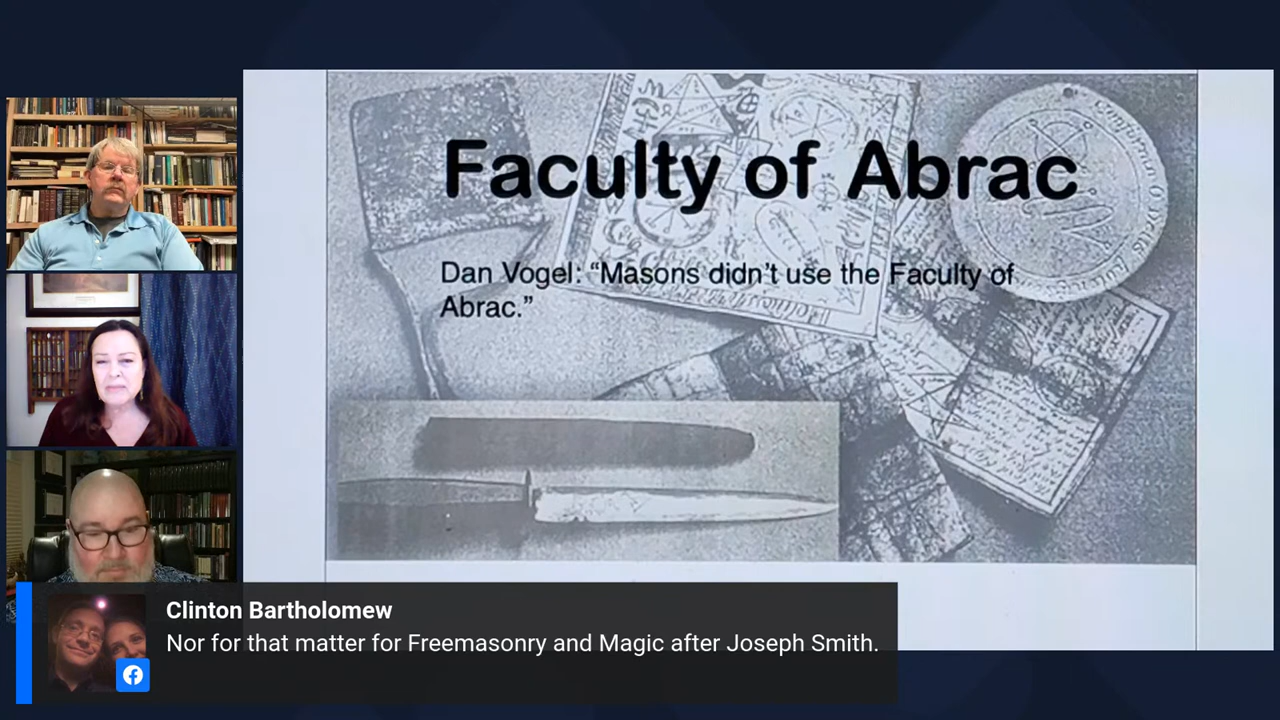 Faculty of Abrac
Dan Vogel: “Masons didn’t use the Faculty of
Abrac.”
Clinton Bartholomew
Nor for that matter for Freemasonry and Magic after Joseph Smith.